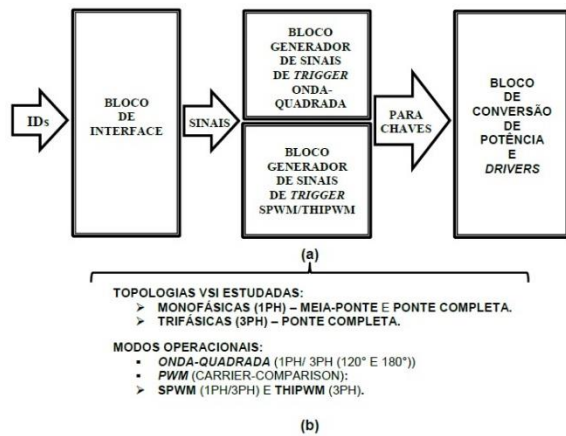 IDs
BLOCO
DE
INTERFACE
SINAIS
BLOCO
GENERADOR
DE SINAIS
DE TRIGGER
ONDA-
QUADRADA
BLOCO
GENERADOR
DE SINAIS
DE TRIGGER
SPWM/THIPWM
PARA
CHAVES
BLOCO
DE
CONVERSÃO
DE
POTÊNCIA
E
DRIVERS
(a)
TOPOLOGIAS VSI ESTUDADAS:
➢ MONOFÁSICAS (1PH) – MEIA-PONTE E PONTE COMPLETA.
➢ TRIFÁSICAS (3PH) – PONTE COMPLETA.
MODOS OPERACIONAIS:
▪ ONDA-QUADRADA (1PH/ 3PH (120° E 180°))
▪ PWM (CARRIER-COMPARISON):
➢ SPWM (1PH/3PH) E THIPWM (3PH).
(b)